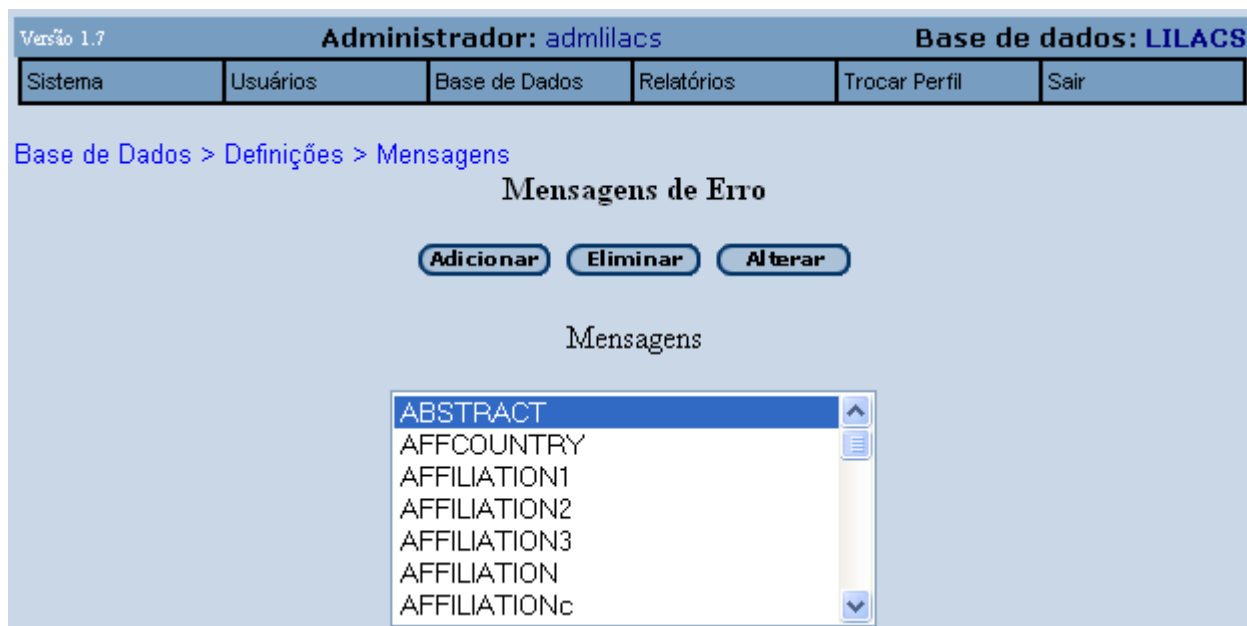 Versão 1.7 Administrador: admlilacs Base de dados: LILACS
Sistema Usuários Base de Dados Relatórios Trocar Perfil Sair
Base de Dados > Definições > Mensagens
Mensagens de Erro
Adicionar Eliminar Alterar
Mensagens
ABSTRACT
AFFCOUNTRY
AFFILIATION1
AFFILIATION2
AFFILIATION3
AFFILIATION
AFFILIATIONc